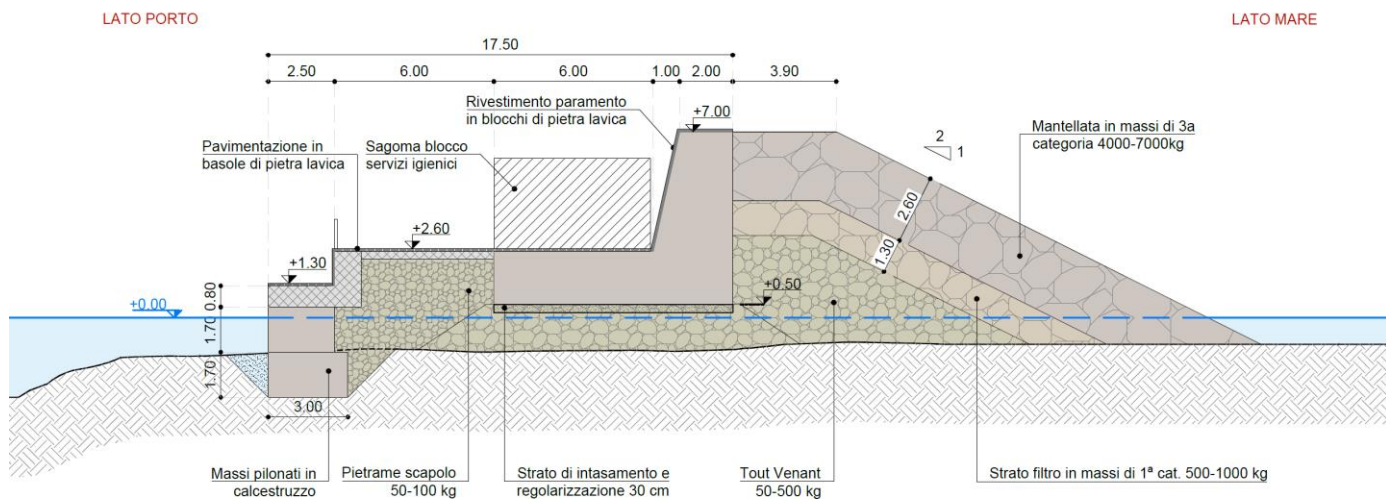 LATO PORTO
LATO MARE
17.50
2.50
6.00
6.00
1.00
2.00
3.90
Rivestimento paramento
in blocchi di pietra lavica
+7.00
Mantellata in massi di 3a
categoria 4000-7000kg
2
1
Pavimentazione in
basole di pietra lavica
Sagoma blocco
servizi igienici
2.60
1.30
+2.60
+1.30
+0.50
+0.00
0.80
1.70
1.70
3.00
Massi pilonati in
calcestruzzo
Pietrame scapolo
50-100 kg
Strato di intasamento e
regolarizzazione 30 cm
Tout Venant
50-500 kg
Strato filtro in massi di 1ª cat. 500-1000 kg